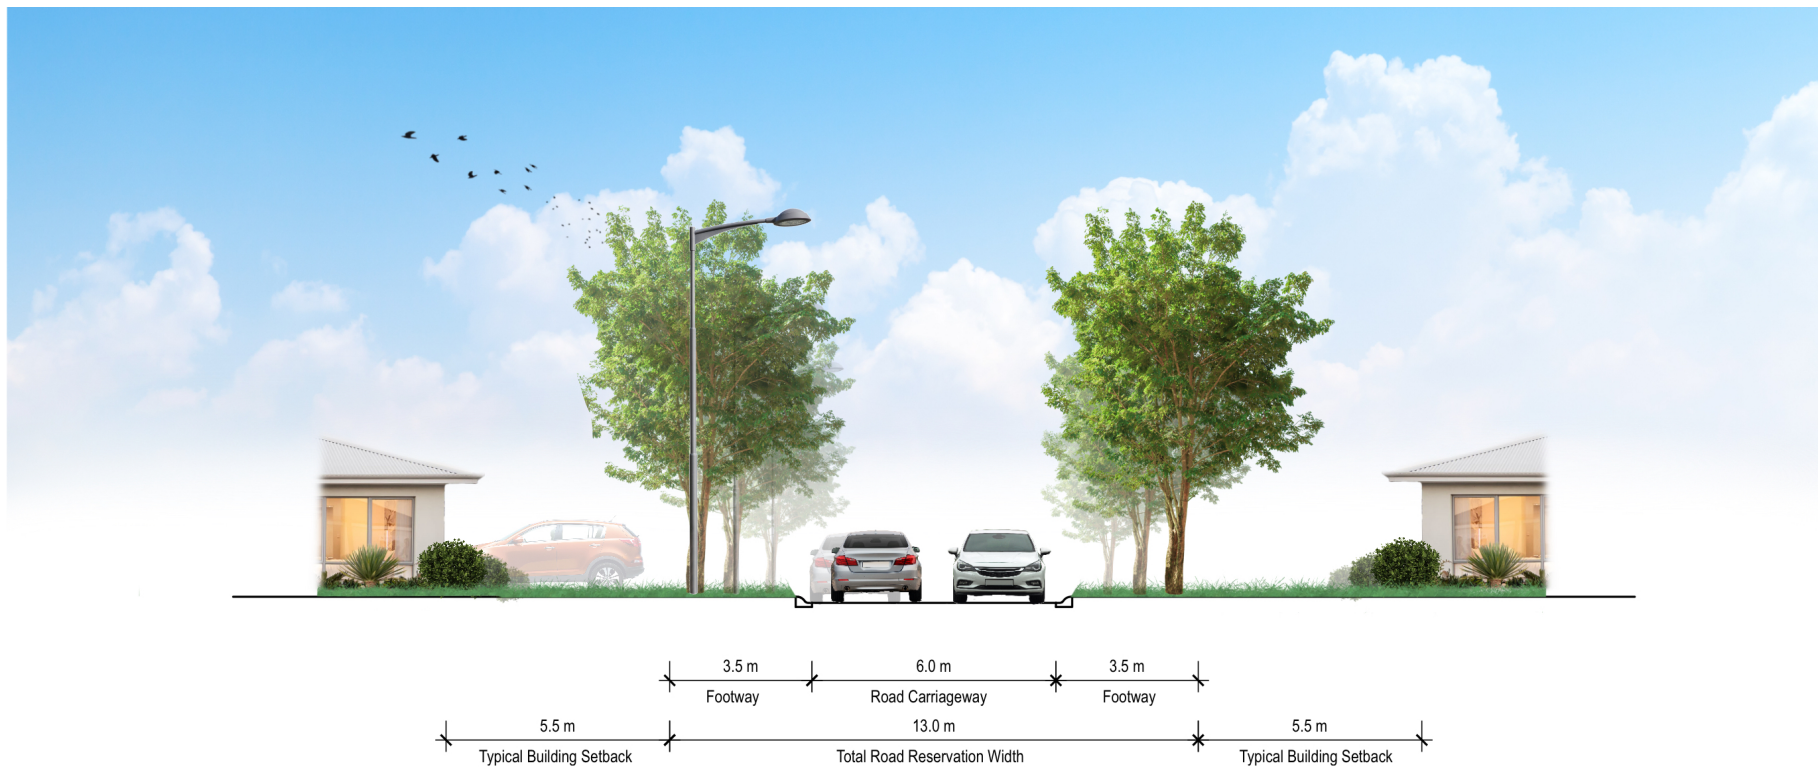 3.5 m 6.0 m 3.5 m
Footway Road Carriageway Footway
5.5 m 13.0 m 5.5 m
Typical Building Setback Total Road Reservation Width Typical Building Setback